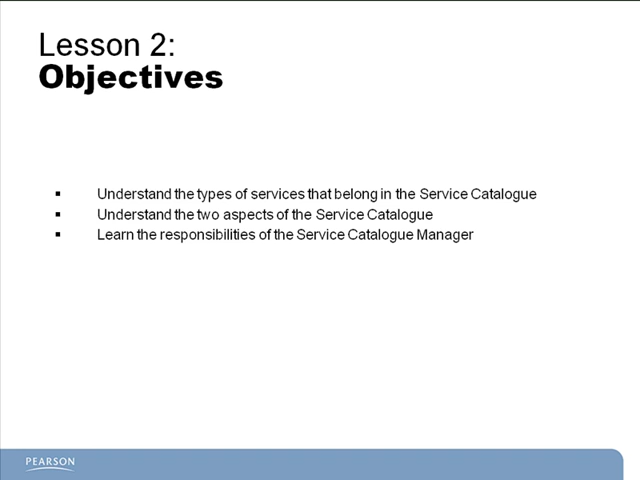 Lesson 2:
Objectives
▪ Understand the types of services that belong in the Service Catalogue
▪ Understand the two aspects of the Service Catalogue
▪ Learn the responsibilities of the Service Catalogue Manager
PEARSON